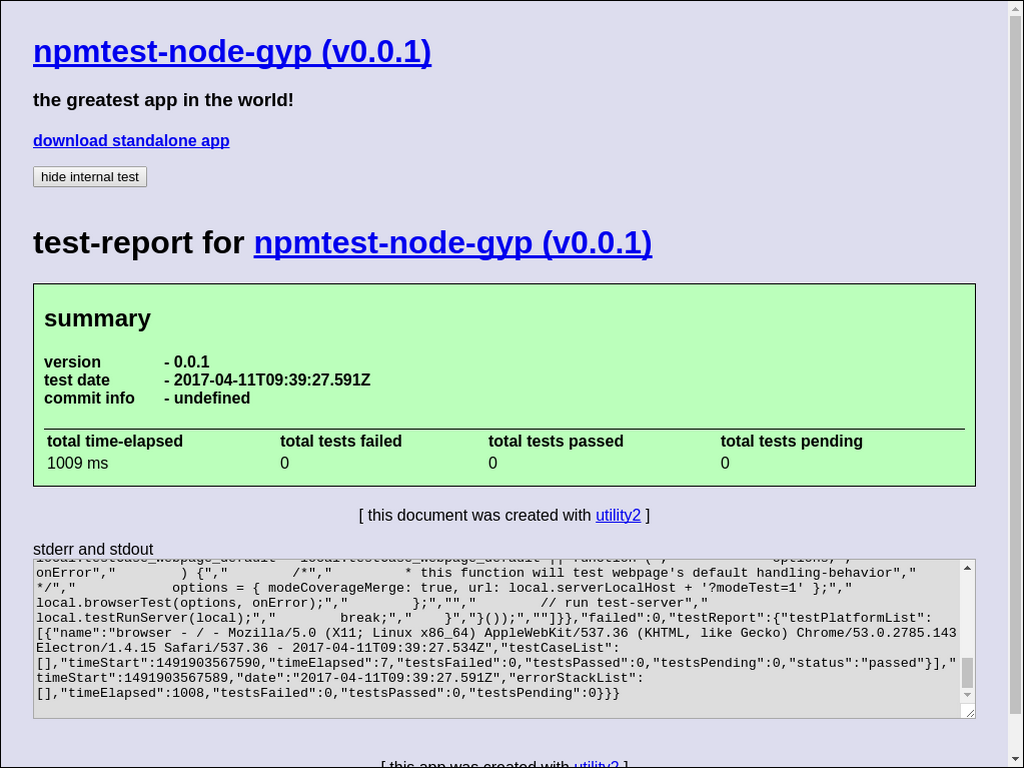 npmtest-node-gyp (v0.0.1)
the greatest app in the world!
download standalone app
hide internal test
test-report for npmtest-node-gyp (v0.0.1)
summary
version - 0.0.1
test date - 2017-04-11T09:39:27.591Z
commit info - undefined
total time-elapsed total tests failed total tests passed total tests pending
1009 ms 0 0 0
[ this document was created with utility2 ]
stderr and stdout
local.testCase_webpage_default = local.testCase_webpage_default || function (","            options,","
onError","        ) {","        /*","         * this function will test webpage's default handling-behavior","
*/","            options = { modeCoverageMerge: true, url: local.serverLocalHost + '?modeTest=1' };","
local.browserTest(options, onError);","        };","","        // run test-server","
local.testRunServer(local);","        break;","    }","}());",""]}},"failed":0,"testReport":{"testPlatformList":
[{"name":"browser - / - Mozilla/5.0 (X11; Linux x86_64) AppleWebKit/537.36 (KHTML, like Gecko) Chrome/53.0.2785.143
Electron/1.4.15 Safari/537.36 - 2017-04-11T09:39:27.534Z","testCaseList":
[],"timeStart":1491903567590,"timeElapsed":7,"testsFailed":0,"testsPassed":0,"testsPending":0,"status":"passed"}],"
timeStart":1491903567589,"date":"2017-04-11T09:39:27.591Z","errorStackList":
[],"timeElapsed":1008,"testsFailed":0,"testsPassed":0,"testsPending":0}}}
[ this app was created with utility2 ]